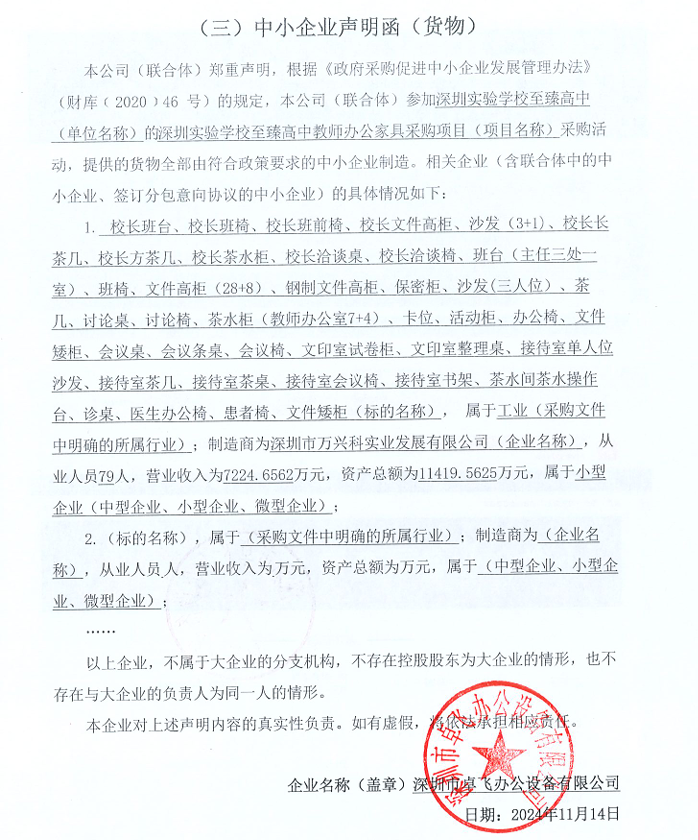 （三）中小企业声明函（货物）
本公司（联合体）郑重声明，根据《政府采购促进中小企业发展管理办法》
（财库﹝2020﹞46 号）的规定，本公司（联合体）参加深圳实验学校至臻高中
（单位名称）的深圳实验学校至臻高中教师办公家具采购项目（项目名称）采购活
动，提供的货物全部由符合政策要求的中小企业制造。相关企业（含联合体中的中
小企业、签订分包意向协议的中小企业）的具体情况如下：
1. 校长班台、校长班椅、校长班前椅、校长文件高柜、沙发（3+1）、校长长
茶几、校长方茶几、校长茶水柜、校长洽谈桌、校长洽谈椅、班台（主任三处一
室）、班椅、文件高柜（28+8）、钢制文件高柜、保密柜、沙发(三人位）、茶
几、讨论桌、讨论椅、茶水柜（教师办公室7+4）、卡位、活动柜、办公椅、文件
矮柜、会议桌、会议条桌、会议椅、文印室试卷柜、文印室整理桌、接待室单人位
沙发、接待室茶几、接待室茶桌、接待室会议椅、接待室书架、茶水间茶水操作
台、诊桌、医生办公椅、患者椅、文件矮柜（标的名称）， 属于工业（采购文件
中明确的所属行业）；制造商为深圳市万兴科实业发展有限公司（企业名称），从
业人员79人，营业收入为7224.6562万元，资产总额为11419.5625万元，属于小型
企业（中型企业、小型企业、微型企业）；
2.（标的名称），属于（采购文件中明确的所属行业）；制造商为（企业名
称），从业人员人，营业收入为万元，资产总额为万元，属于（中型企业、小型企
业、微型企业）；
……
以上企业，不属于大企业的分支机构，不存在控股股东为大企业的情形，也不
存在与大企业的负责人为同一人的情形。
本企业对上述声明内容的真实性负责。如有虚假，将依法承担相应责任。
深圳市卓飞办公设备有限公司
企业名称（盖章）深圳市卓飞办公设备有限公司
日期：2024年11月14日